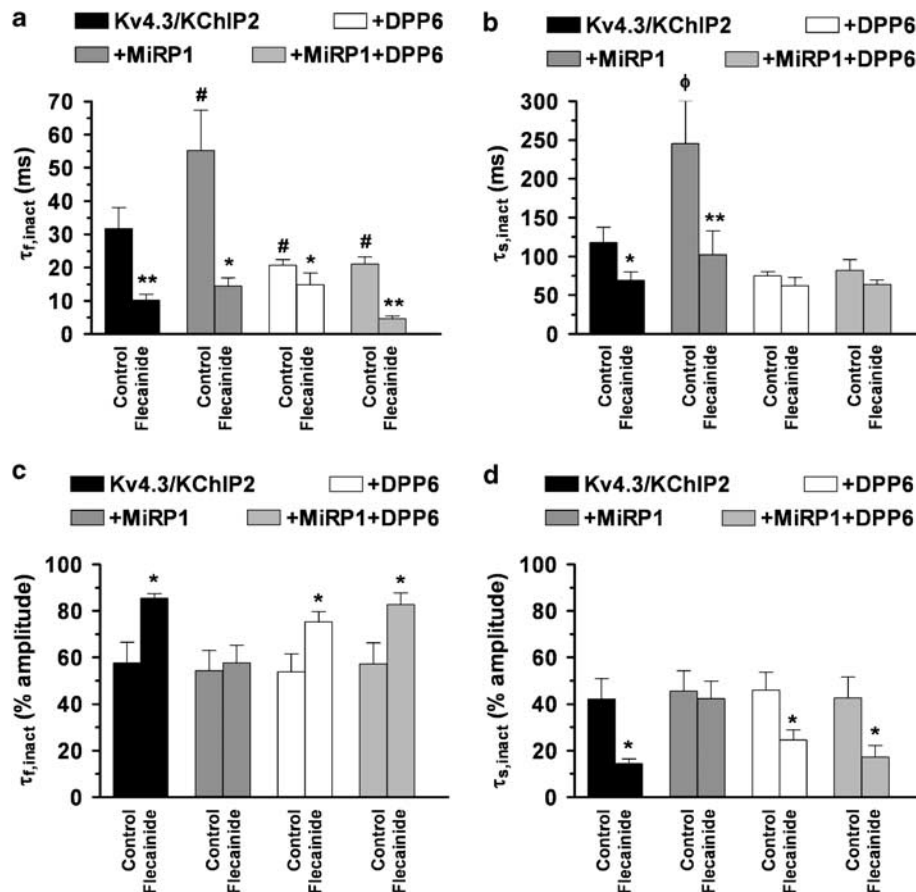 a
Kv4.3/KChIP2 +DPP6
+MiRP1 +MiRP1+DPP6
τf,inact (ms)
70
60
50
40
30
20
10
0
# # #
** * * **
Control Flecainide Control Flecainide Control Flecainide Control Flecainide
b
Kv4.3/KChIP2 +DPP6
+MiRP1 +MiRP1+DPP6
τs,inact (ms)
300
250
200
150
100
50
0
ϕ
* **
Control Flecainide Control Flecainide Control Flecainide Control Flecainide
c
Kv4.3/KChIP2 +DPP6
+MiRP1 +MiRP1+DPP6
τf,inact (% amplitude)
100
80
60
40
20
0
* * *
Control Flecainide Control Flecainide Control Flecainide Control Flecainide
d
Kv4.3/KChIP2 +DPP6
+MiRP1 +MiRP1+DPP6
τs,inact (% amplitude)
100
80
60
40
20
0
* * *
Control Flecainide Control Flecainide Control Flecainide Control Flecainide